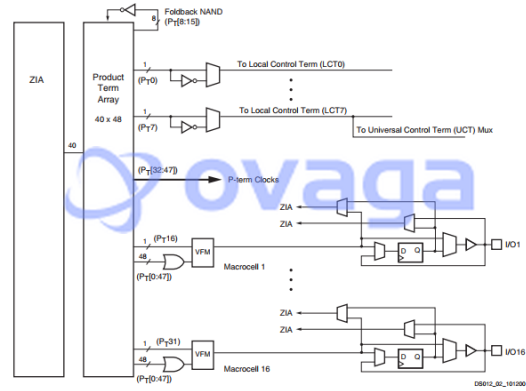 8
Foldback NAND
(PT[8:15])
ZIA
Product
Term
Array
40 x 48
1
(PT0)
To Local Control Term (LCT0)
1
(PT7)
To Local Control Term (LCT7)
To Universal Control Term (UCT) Mux
40
(PT[32:47])
P-term Clocks
ovaga
ZIA
ZIA
1
(PT16)
48
(PT[0:47])
VFM
Macrocell 1
D Q
I/O1
ZIA
ZIA
1
(PT31)
48
(PT[0:47])
VFM
Macrocell 16
D Q
I/O16
DS012_02_101200